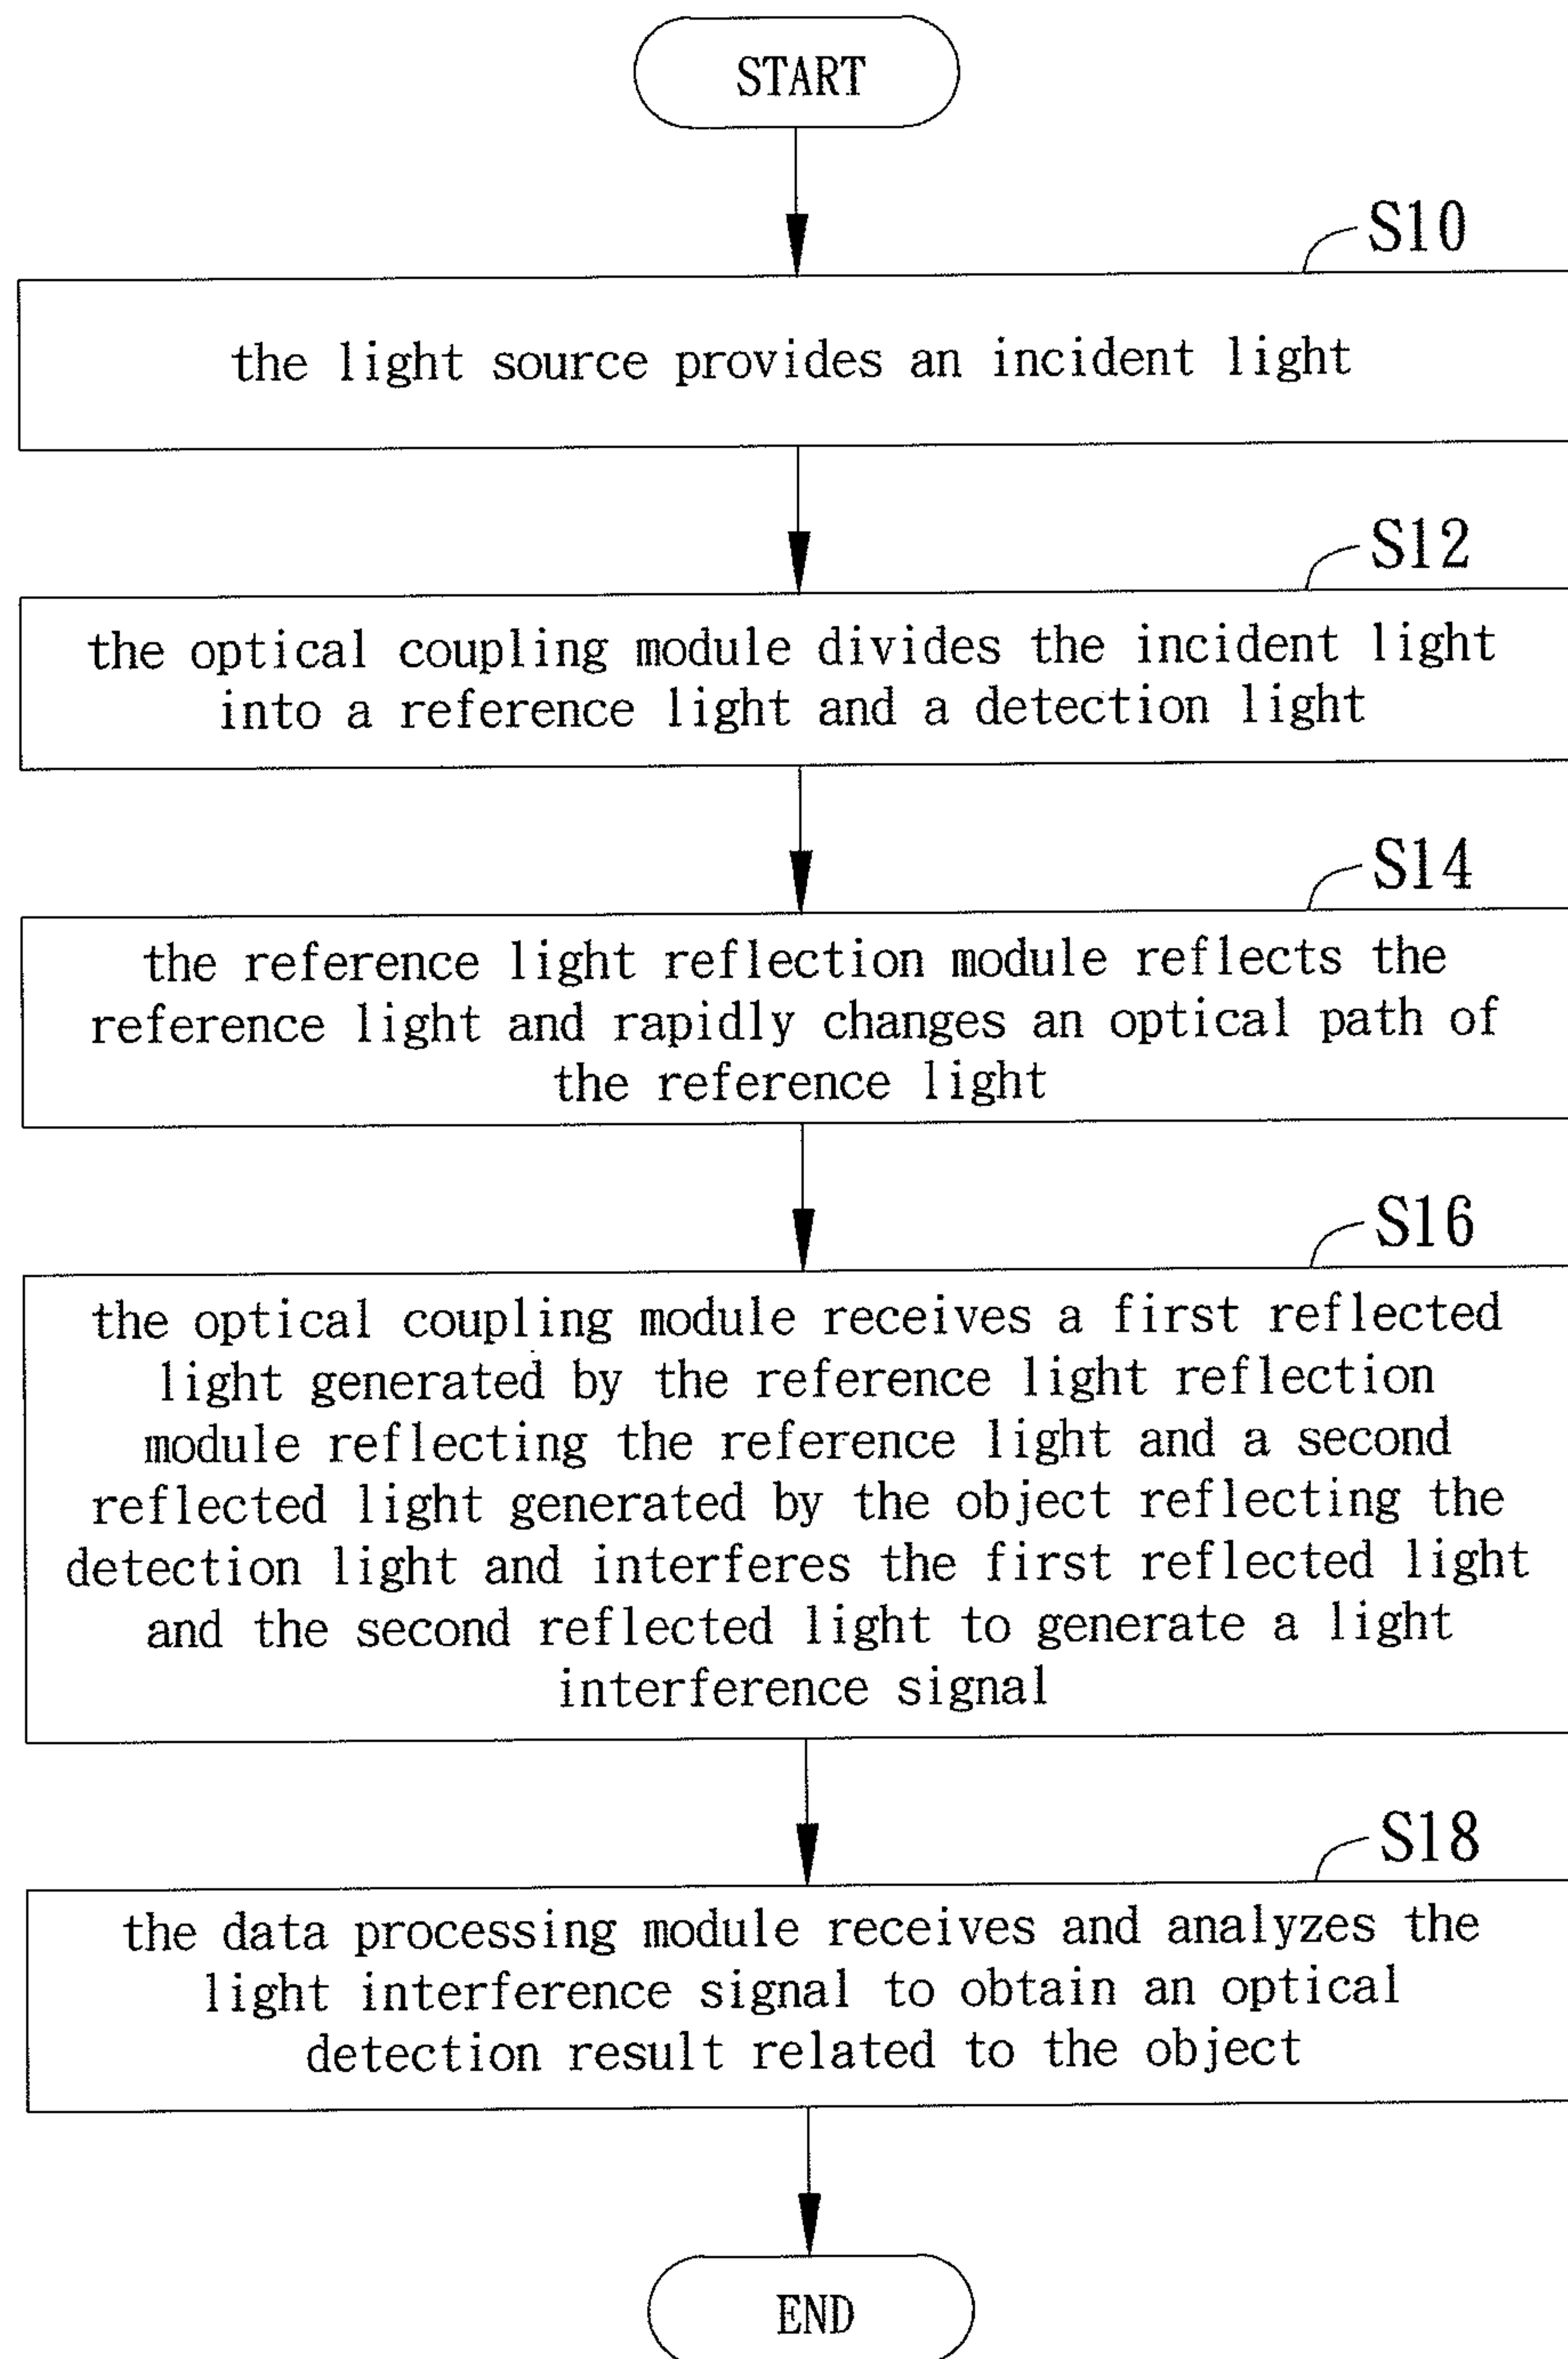 START
S10
the light source provides an incident light
S12
the optical coupling module divides the incident light
into a reference light and a detection light
S14
the reference light reflection module reflects the
reference light and rapidly changes an optical path of
the reference light
S16
the optical coupling module receives a first reflected
light generated by the reference light reflection
module reflecting the reference light and a second
reflected light generated by the object reflecting the
detection light and interferes the first reflected light
and the second reflected light to generate a light
interference signal
S18
the data processing module receives and analyzes the
light interference signal to obtain an optical
detection result related to the object
END